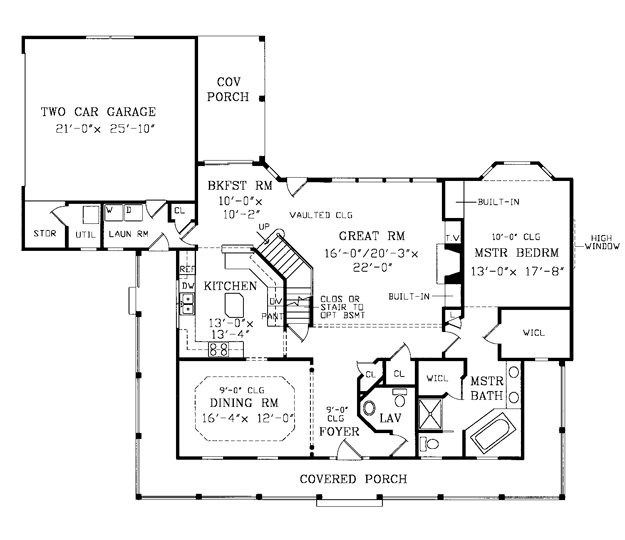 COV
PORCH
TWO CAR GARAGE
21'-0" x 25'-10"
BKFST RM
10'-0" x
10'-2"
VAULTED CLG
BUILT-IN
STOR
UTIL
W D
LAUN RM
CL
UP
GREAT RM
16'-0"/20'-3" x
22'-0"
T.V
10'-0" CLG
MSTR BEDRM
13'-0" x 17'-8"
HIGH
WINDOW
REF
DW
KITCHEN
13'-0" x
13'-4"
OV
PANT
CLOS OR
STAIR TO
OPT BSMT
BUILT-IN
L
WICL
9'-0" CLG
DINING RM
16'-4" x 12'-0"
9'-0"
CLG
FOYER
CL
CL
LAV
WICL
MSTR
BATH
COVERED PORCH